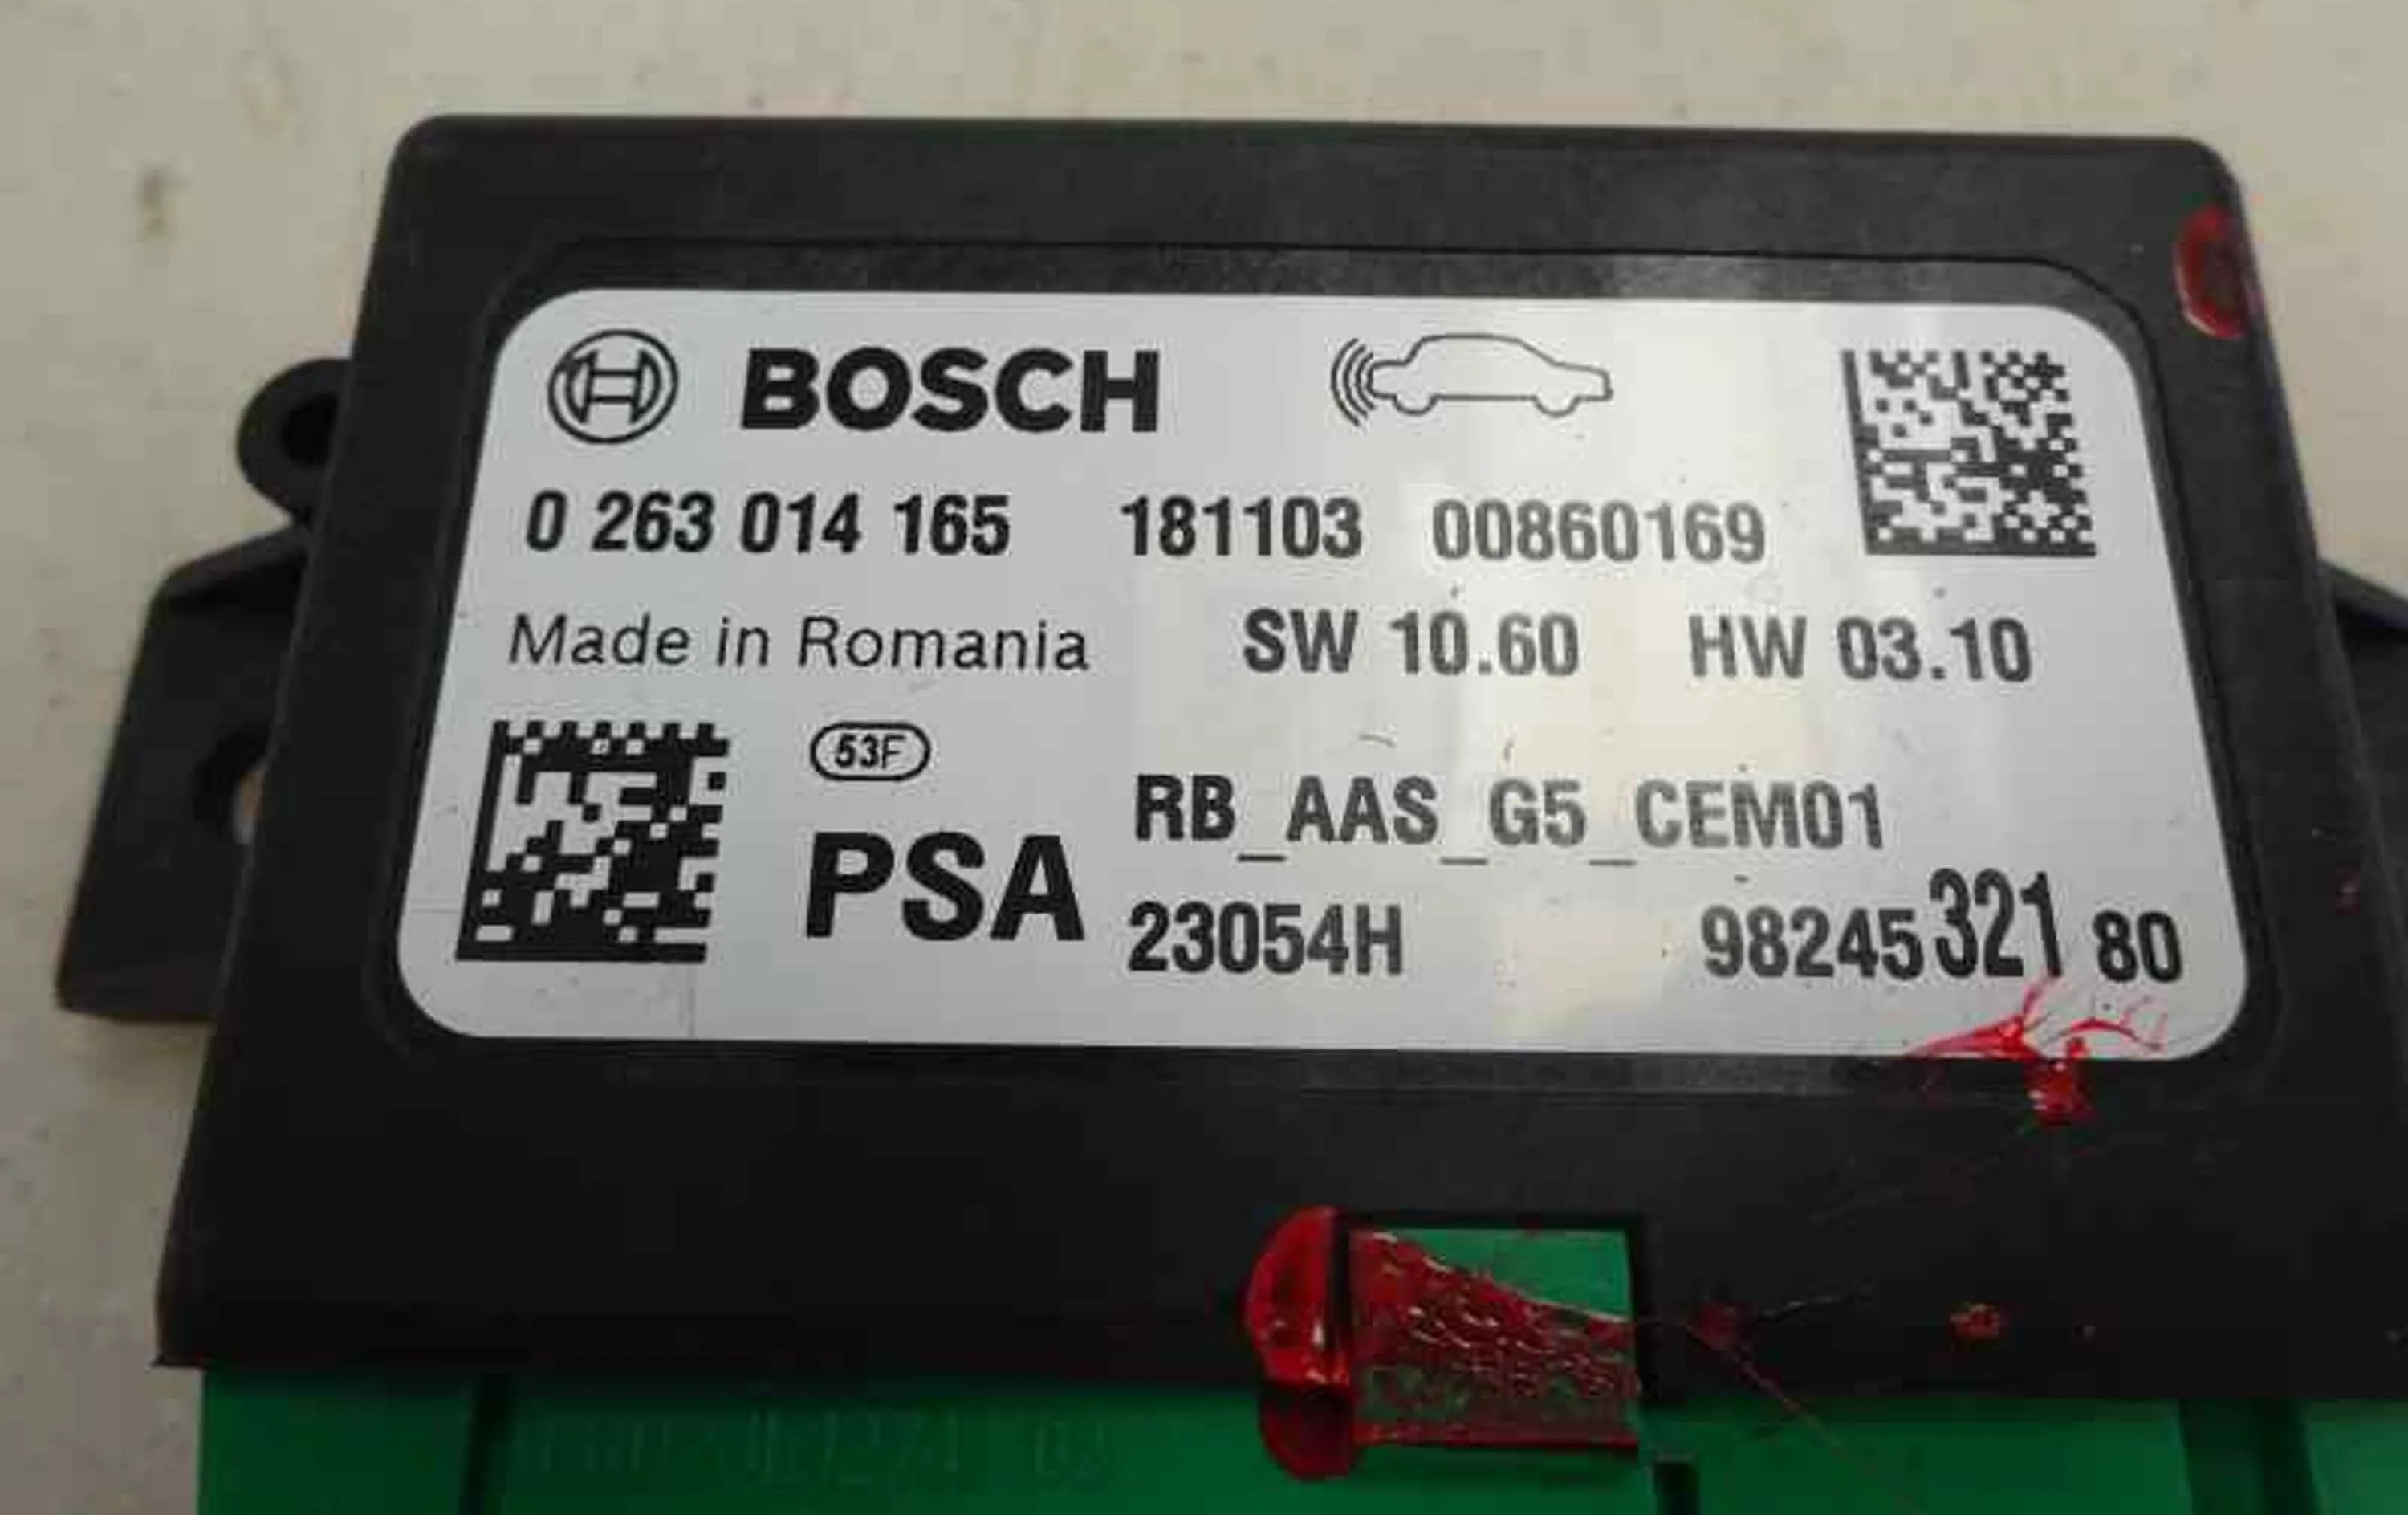 BOSCH
0 263 014 165 181103 00860169
Made in Romania SW 10.60 HW 03.10
53F
PSA RB_AAS_G5_CEM01
23054H 98245 321 80